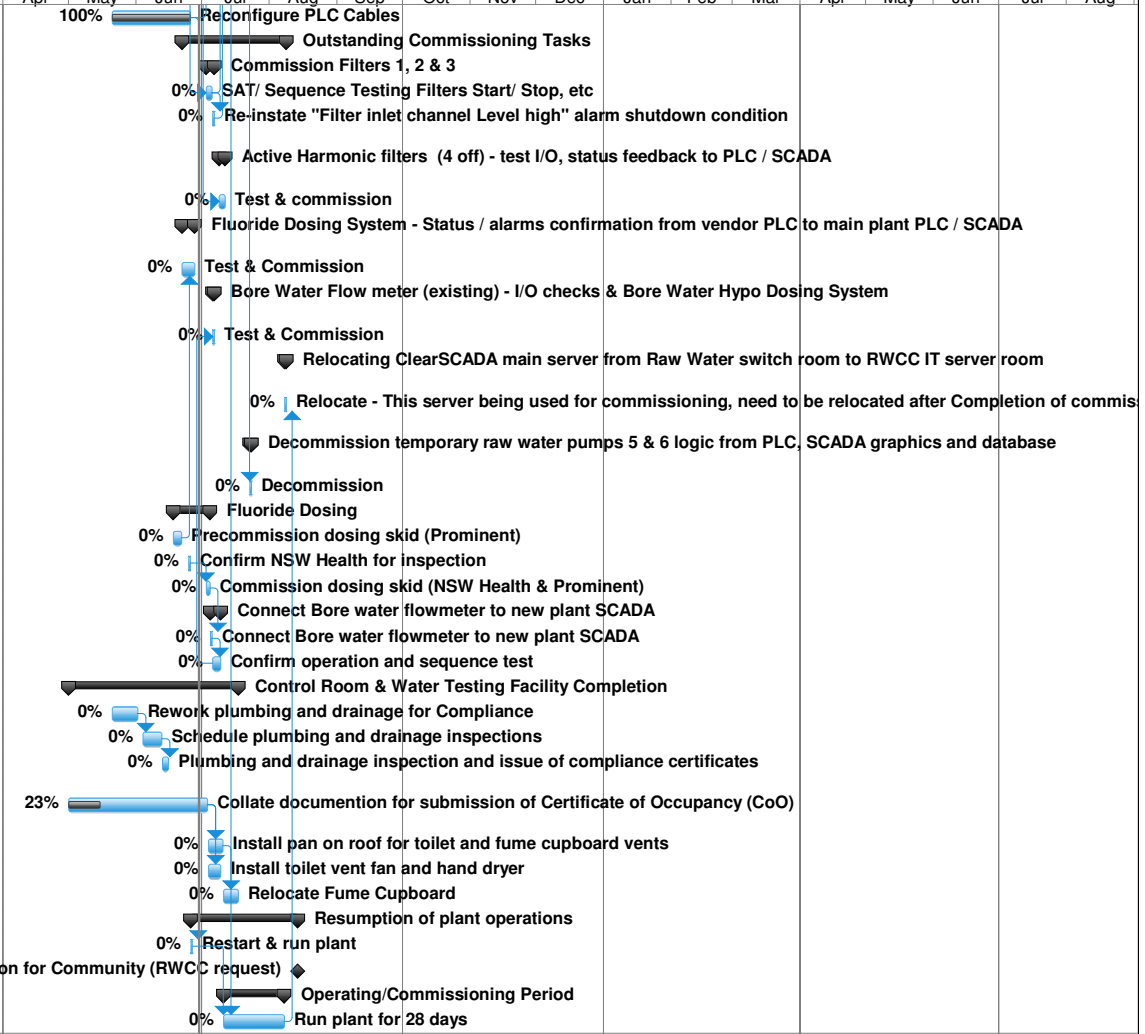 Apr May Jun Jul Aug Sep Oct Nov Dec Jan Feb Mar Apr May Jun Jul Aug
100% Reconfigure PLC Cables
Outstanding Commissioning Tasks
Commission Filters 1, 2 & 3
0% SAT/ Sequence Testing Filters Start/ Stop, etc
0% Re-instate "Filter inlet channel Level high" alarm shutdown condition
Active Harmonic filters (4 off) - test I/O, status feedback to PLC / SCADA
0% Test & commission
Fluoride Dosing System - Status / alarms confirmation from vendor PLC to main plant PLC / SCADA
0% Test & Commission
Bore Water Flow meter (existing) - I/O checks & Bore Water Hypo Dosing System
0% Test & Commission
Relocating ClearSCADA main server from Raw Water switch room to RWCC IT server room
0% Relocate - This server being used for commissioning, need to be relocated after Completion of commis
Decommission temporary raw water pumps 5 & 6 logic from PLC, SCADA graphics and database
0% Decommission
Fluoride Dosing
0% Precommission dosing skid (Prominent)
0% Confirm NSW Health for inspection
0% Commission dosing skid (NSW Health & Prominent)
Connect Bore water flowmeter to new plant SCADA
0% Connect Bore water flowmeter to new plant SCADA
0% Confirm operation and sequence test
Control Room & Water Testing Facility Completion
0% Rework plumbing and drainage for Compliance
0% Schedule plumbing and drainage inspections
0% Plumbing and drainage inspection and issue of compliance certificates
23% Collate documention for submission of Certificate of Occupancy (CoO)
0% Install pan on roof for toilet and fume cupboard vents
0% Install toilet vent fan and hand dryer
0% Relocate Fume Cupboard
Resumption of plant operations
0% Restart & run plant
on for Community (RWCC request)
Operating/Commissioning Period
0% Run plant for 28 days